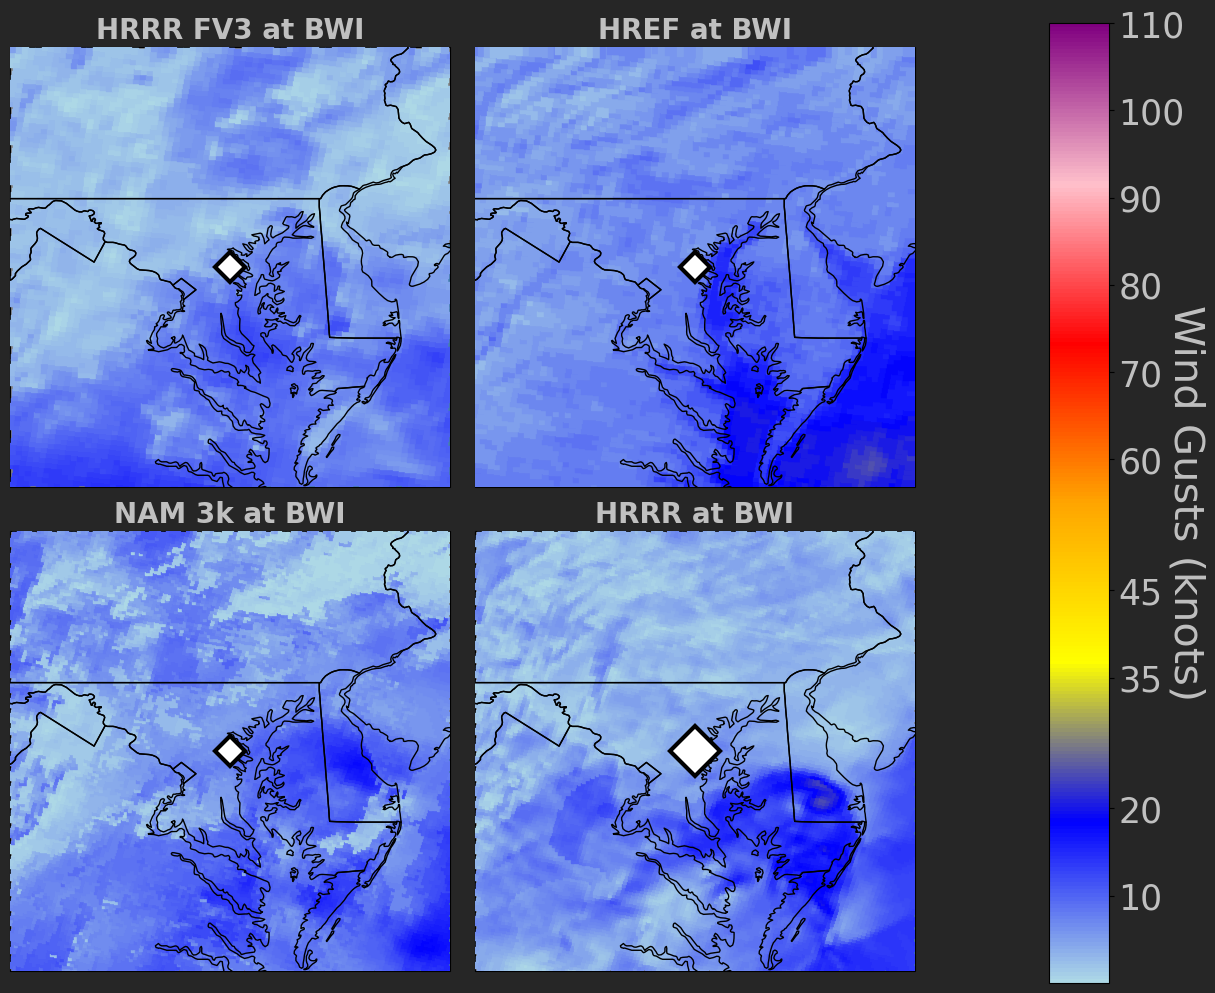 HRRR FV3 at BWI
HREF at BWI
NAM 3k at BWI
HRRR at BWI
110
100
90
80
70
60
45
35
20
10
Wind Gusts (knots)